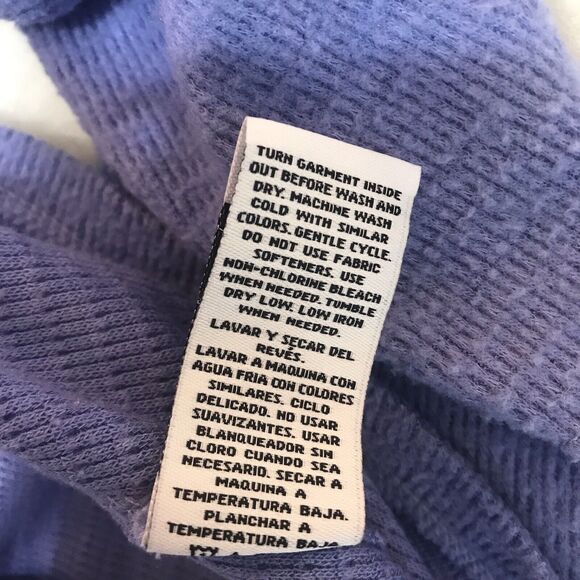 TURN GARMENT INSIDE
OUT BEFORE WASH AND
DRY. MACHINE WASH
COLD WITH SIMILAR
COLORS. GENTLE CYCLE.
DO NOT USE FABRIC
SOFTENERS. USE
NON-CHLORINE BLEACH
WHEN NEEDED. TUMBLE
DRY LOW. LOW IRON
WHEN NEEDED.
LAVAR Y SECAR DEL
REVÉS.
LAVAR A MAQUINA CON
AGUA FRIA CON COLORES
SIMILARES. CICLO
DELICADO. NO USAR
SUAVIZANTES. USAR
BLANQUEADOR SIN
CLORO CUANDO SEA
NECESARIO. SECAR A
MAQUINA A
TEMPERATURA BAJA.
PLANCHAR A
TEMPERATURA BAJA